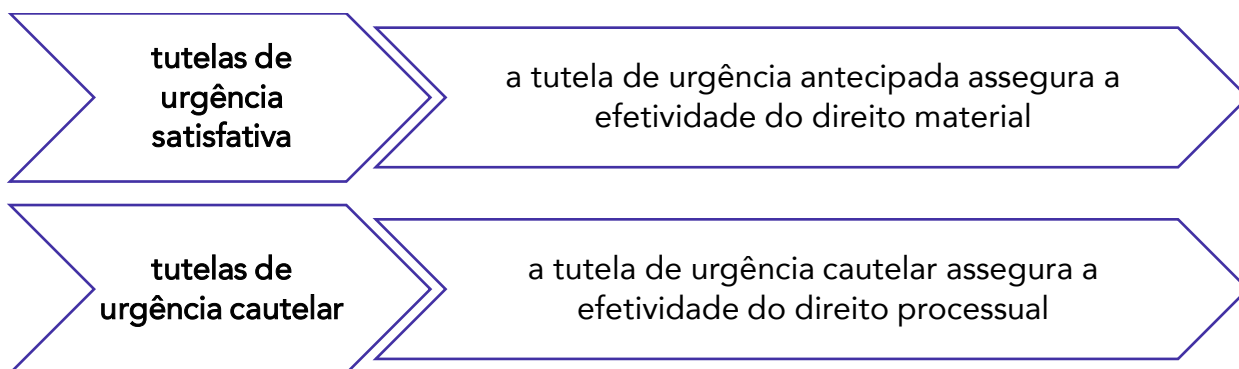 tutelas de
urgência
satisfativa
a tutela de urgência antecipada assegura a
efetividade do direito material
tutelas de
urgência cautelar
a tutela de urgência cautelar assegura a
efetividade do direito processual